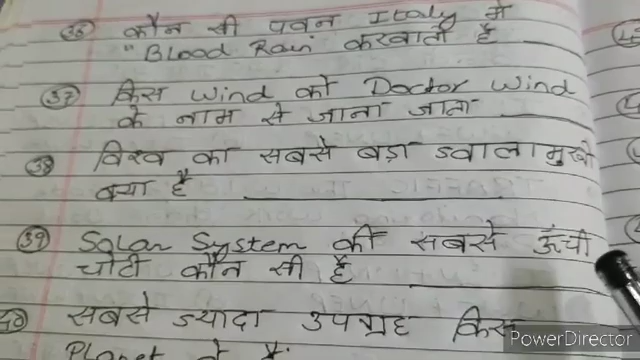 36 कौन सी पवन Italy में
"Blood Rain" करवाती है
37 किस wind को Doctor wind
के नाम से जाना जाता
38 विश्व का सबसे बड़ा ज्वालामुखी
क्या है
39 Solar System की सबसे ऊंची
चोटी कौन सी है
40 सबसे ज्यादा उपग्रह किस
Planet के हैं
PowerDirector